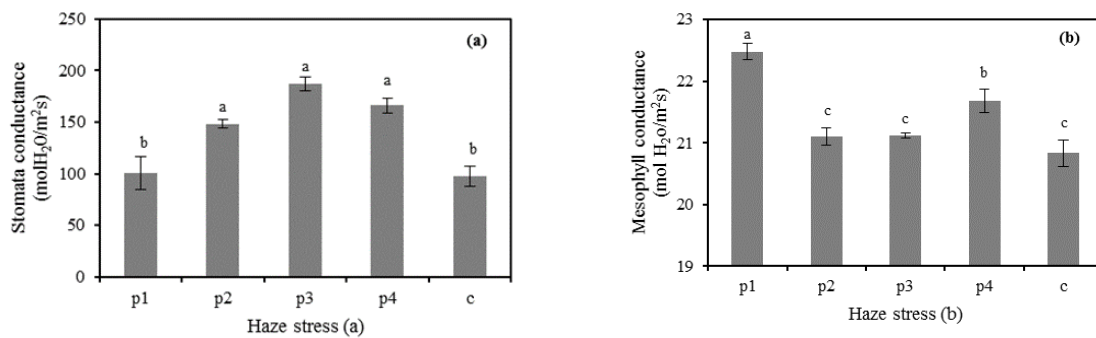 (a)
250
200
150
100
50
0
Stomata conductance
(molH₂0/m²s)
b
a
a
a
b
p1 p2 p3 p4 c
Haze stress (a)
(b)
23
22
21
20
19
Mesophyll conductance
(mol H₂o/m²s)
a
c
c
b
c
p1 p2 p3 p4 c
Haze stress (b)